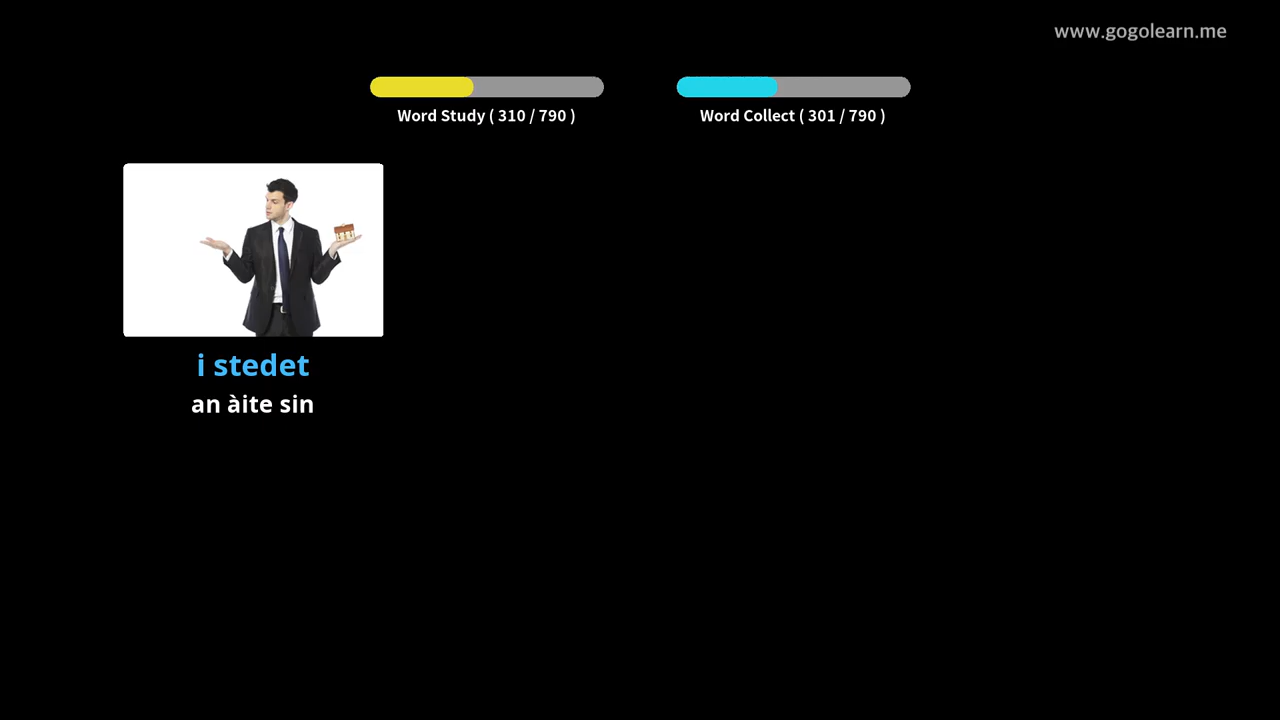 www.gogolearn.me
Word Study ( 310 / 790 )
Word Collect ( 301 / 790 )
i stedet
an àite sin